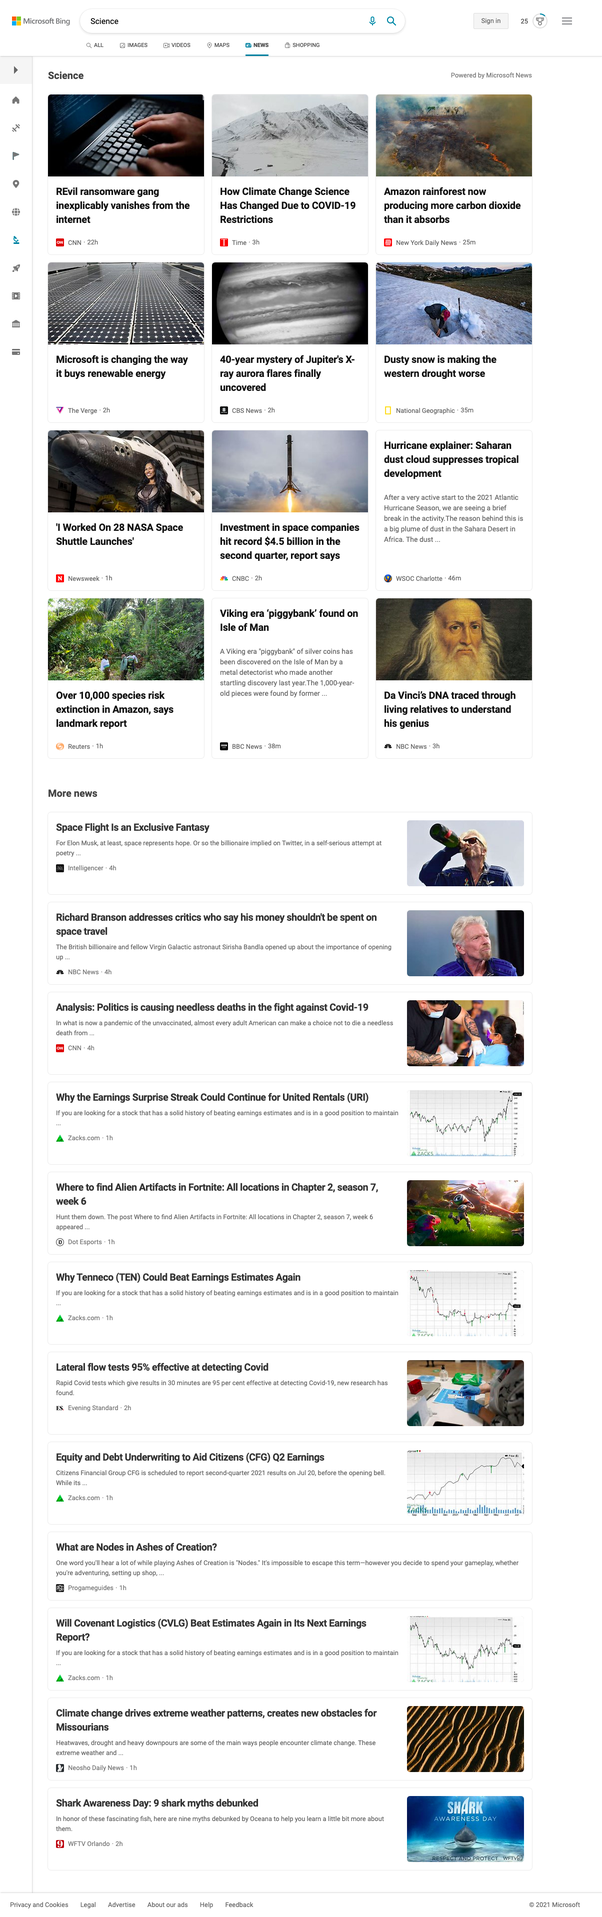 Microsoft Bing
Science
Sign in
25
ALL
IMAGES
VIDEOS
MAPS
NEWS
SHOPPING
Science
Powered by Microsoft News
REvil ransomware gang
inexplicably vanishes from the
internet
CNN · 22h
How Climate Change Science
Has Changed Due to COVID-19
Restrictions
Time · 3h
Amazon rainforest now
producing more carbon dioxide
than it absorbs
New York Daily News · 25m
Microsoft is changing the way
it buys renewable energy
The Verge · 2h
40-year mystery of Jupiter's X-
ray aurora flares finally
uncovered
CBS News · 2h
Dusty snow is making the
western drought worse
National Geographic · 35m
'I Worked On 28 NASA Space
Shuttle Launches'
Newsweek · 1h
Investment in space companies
hit record $4.5 billion in the
second quarter, report says
CNBC · 2h
Hurricane explainer: Saharan
dust cloud suppresses tropical
development
After a very active start to the 2021 Atlantic
Hurricane Season, we are seeing a brief
break in the activity.The reason behind this is
a big plume of dust in the Sahara Desert in
Africa. The dust ...
WSOC Charlotte · 46m
Over 10,000 species risk
extinction in Amazon, says
landmark report
Reuters · 1h
Viking era 'piggybank' found on
Isle of Man
A Viking era "piggybank" of silver coins has
been discovered on the Isle of Man by a
metal detectorist who made another
startling discovery last year.The 1,000-year-
old pieces were found by former ...
BBC News · 38m
Da Vinci's DNA traced through
living relatives to understand
his genius
NBC News · 3h
More news
Space Flight Is an Exclusive Fantasy
For Elon Musk, at least, space represents hope. Or so the billionaire implied on Twitter, in a self-serious attempt at
poetry ...
Intelligencer · 4h
Richard Branson addresses critics who say his money shouldn't be spent on
space travel
The British billionaire and fellow Virgin Galactic astronaut Sirisha Bandla opened up about the importance of opening
up ...
NBC News · 4h
Analysis: Politics is causing needless deaths in the fight against Covid-19
In what is now a pandemic of the unvaccinated, almost every adult American can make a choice not to die a needless
death from ...
CNN · 4h
Why the Earnings Surprise Streak Could Continue for United Rentals (URI)
If you are looking for a stock that has a solid history of beating earnings estimates and is in a good position to maintain
...
Zacks.com · 1h
ZACKS
Where to find Alien Artifacts in Fortnite: All locations in Chapter 2, season 7,
week 6
Hunt them down. The post Where to find Alien Artifacts in Fortnite: All locations in Chapter 2, season 7, week 6
appeared ...
Dot Esports · 1h
Why Tenneco (TEN) Could Beat Earnings Estimates Again
If you are looking for a stock that has a solid history of beating earnings estimates and is in a good position to maintain
...
Zacks.com · 1h
Lateral flow tests 95% effective at detecting Covid
Rapid Covid tests which give results in 30 minutes are 95 per cent effective at detecting Covid-19, new research has
found.
Evening Standard · 2h
Equity and Debt Underwriting to Aid Citizens (CFG) Q2 Earnings
Citizens Financial Group CFG is scheduled to report second-quarter 2021 results on Jul 20, before the opening bell.
While its ...
Zacks.com · 1h
What are Nodes in Ashes of Creation?
One word you'll hear a lot of while playing Ashes of Creation is "Nodes." It's impossible to escape this term—however you decide to spend your gameplay, whether
you're adventuring, setting up shop, ...
Progameguides · 1h
Will Covenant Logistics (CVLG) Beat Estimates Again in Its Next Earnings
Report?
If you are looking for a stock that has a solid history of beating earnings estimates and is in a good position to maintain
...
Zacks.com · 1h
Climate change drives extreme weather patterns, creates new obstacles for
Missourians
Heatwaves, drought and heavy downpours are some of the main ways people encounter climate change. These
extreme weather and ...
Neosho Daily News · 1h
Shark Awareness Day: 9 shark myths debunked
In honor of these fascinating fish, here are nine myths debunked by Oceana to help you learn a little bit more about
them.
WFTV Orlando · 2h
SHARK
AWARENESS DAY
RESPECT AND PROTECT
Privacy and Cookies
Legal
Advertise
About our ads
Help
Feedback
© 2021 Microsoft